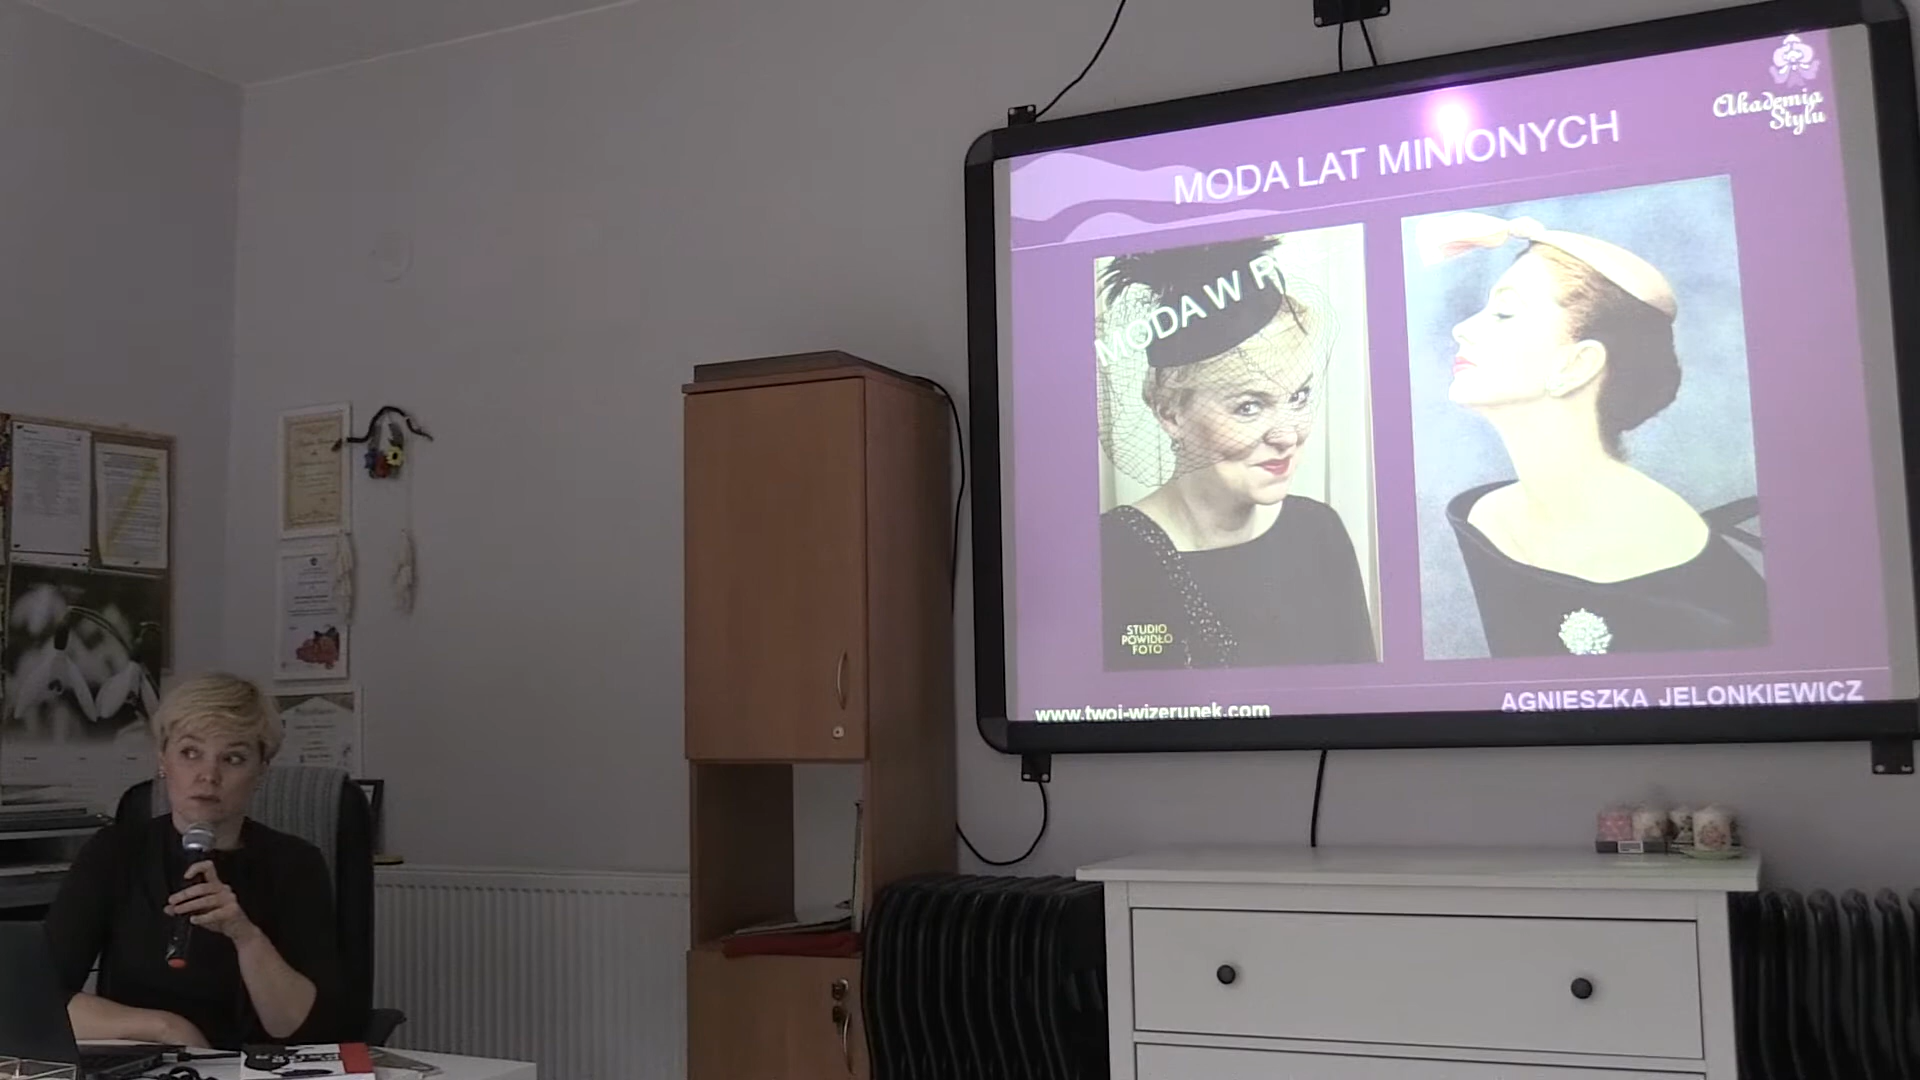 Akademia
Stylu
MODA LAT MINIONYCH
MODA W R
STUDIO
POWIDŁO
FOTO
www.twoj-wizerunek.com
AGNIESZKA JELONKIEWICZ